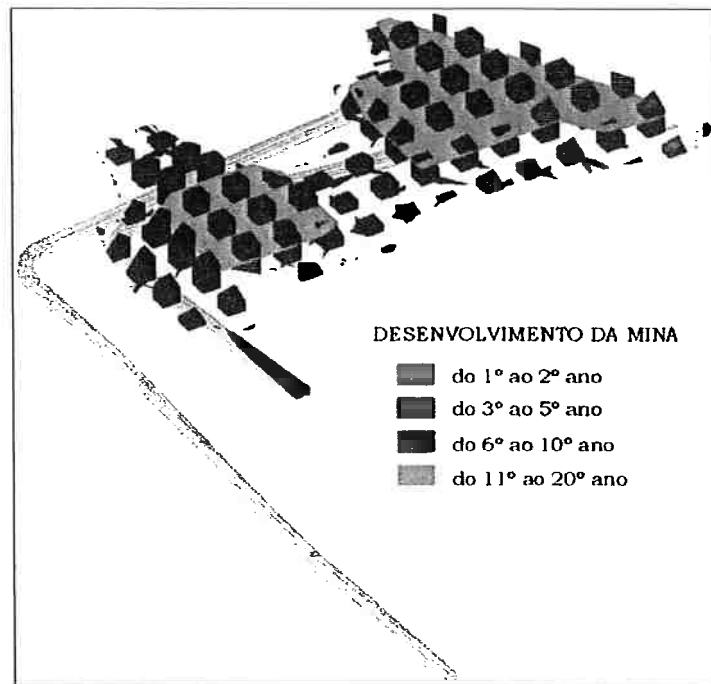 DESENVOLVIMENTO DA MINA
do 1º ao 2º ano
do 3º ao 5º ano
do 6º ao 10º ano
do 11º ao 20º ano